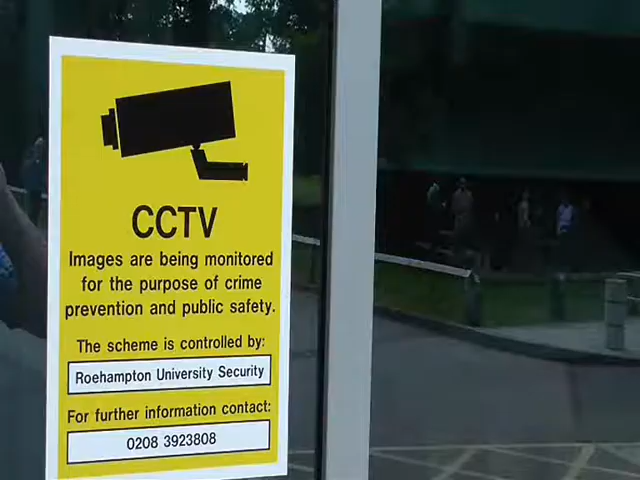 CCTV
Images are being monitored
for the purpose of crime
prevention and public safety.
The scheme is controlled by:
Roehampton University Security
For further information contact:
0208 3923808